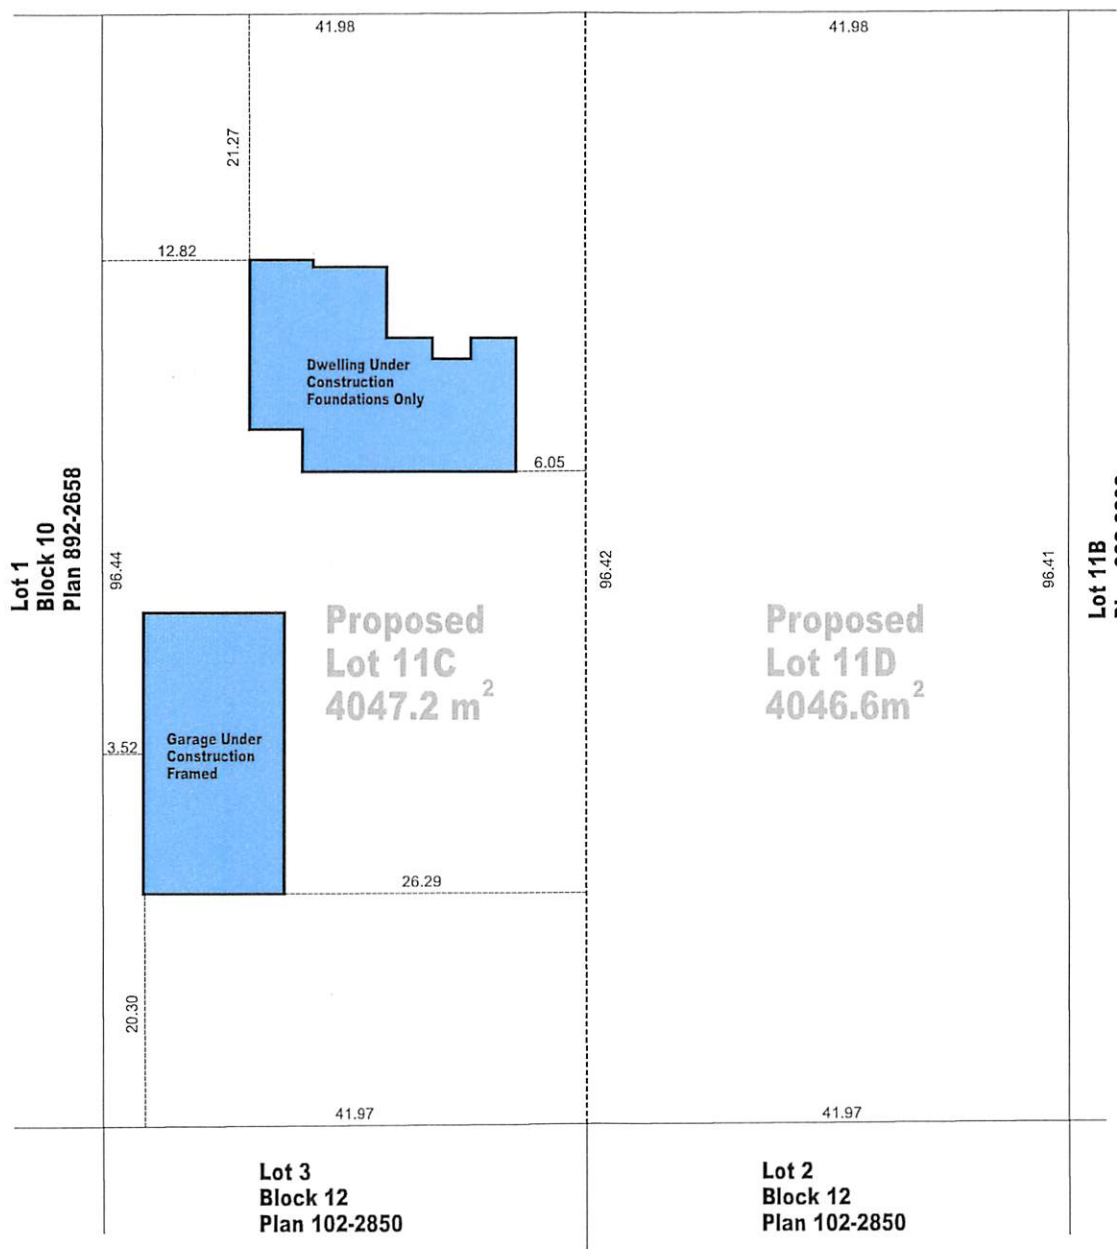 41.98
41.98
21.27
12.82
Dwelling Under
Construction
Foundations Only
6.05
Lot 1
Block 10
Plan 892-2658
96.44
96.42
96.41
Lot 11B
Proposed
Lot 11C
4047.2 m²
Proposed
Lot 11D
4046.6m²
3.52
Garage Under
Construction
Framed
26.29
20.30
41.97
41.97
Lot 3
Block 12
Plan 102-2850
Lot 2
Block 12
Plan 102-2850